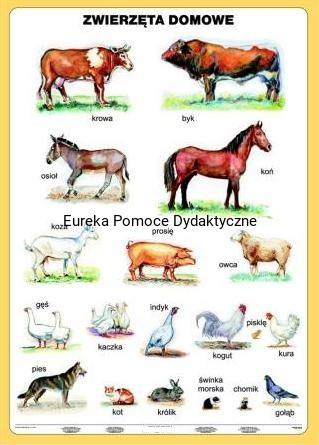 ZWIERZĘTA DOMOWE
krowa
byk
osioł
koń
Eureka Pomoce Dydaktyczne
koza
prosię
owca
gęś
kaczka
indyk
kogut
pisklę
kura
pies
kot
królik
świnka
morska
chomik
gołąb